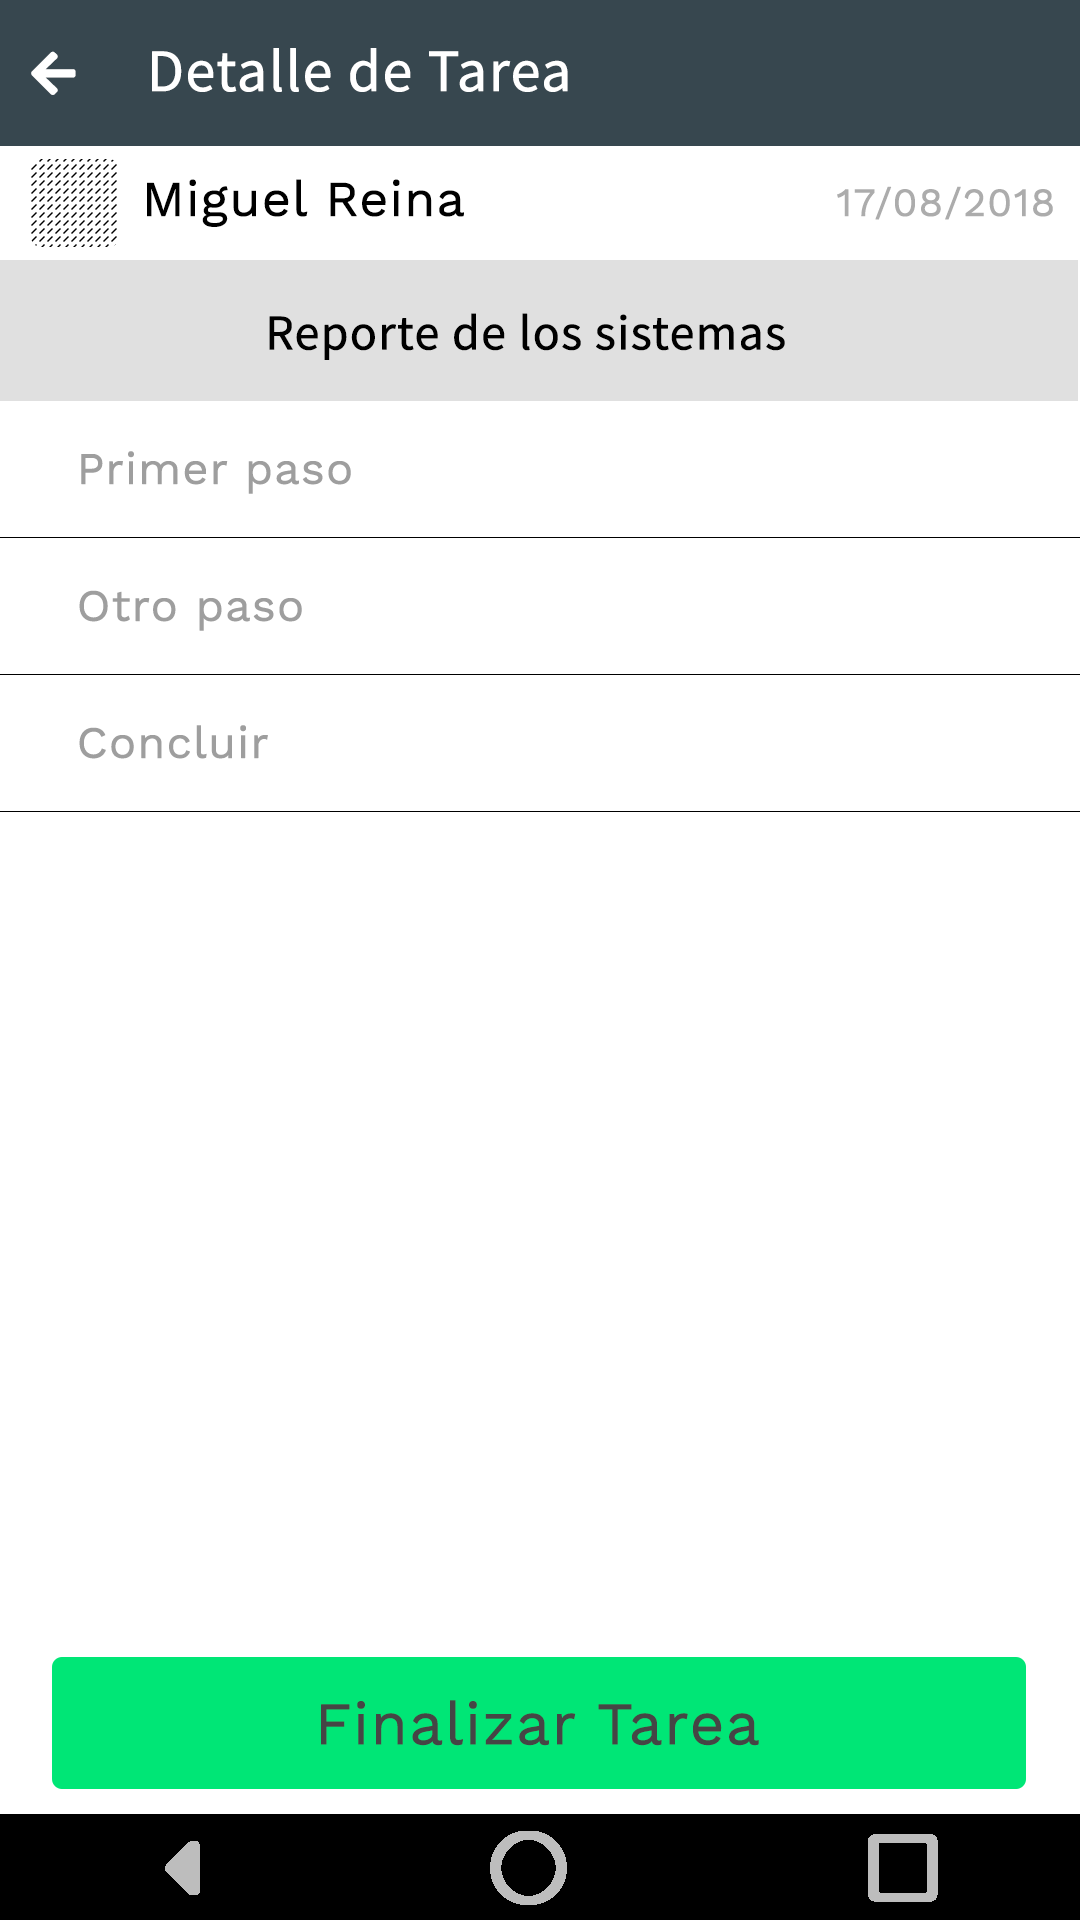 Detalle de Tarea
Miguel Reina
17/08/2018
Reporte de los sistemas
Primer paso
Otro paso
Concluir
Finalizar Tarea